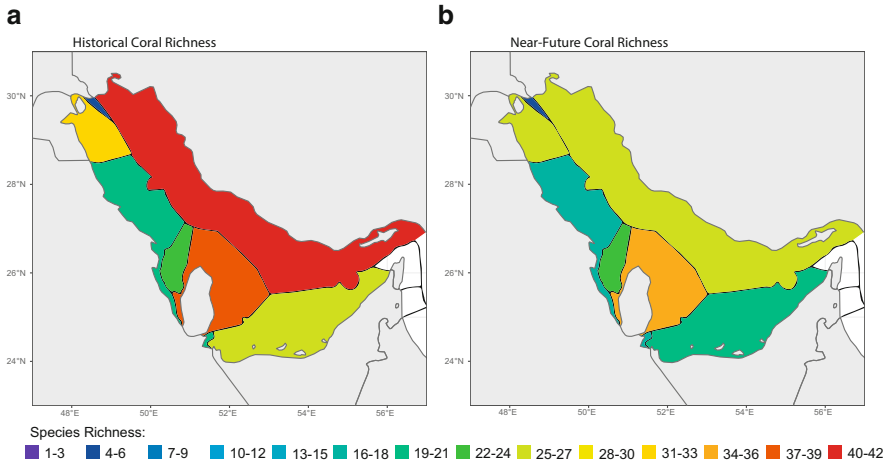 a
b
Historical Coral Richness
Near-Future Coral Richness
30°N
28°N
26°N
24°N
48°E 50°E 52°E 54°E 56°E
30°N
28°N
26°N
24°N
48°E 50°E 52°E 54°E 56°E
Species Richness:
1-3 4-6 7-9 10-12 13-15 16-18 19-21 22-24 25-27 28-30 31-33 34-36 37-39 40-42